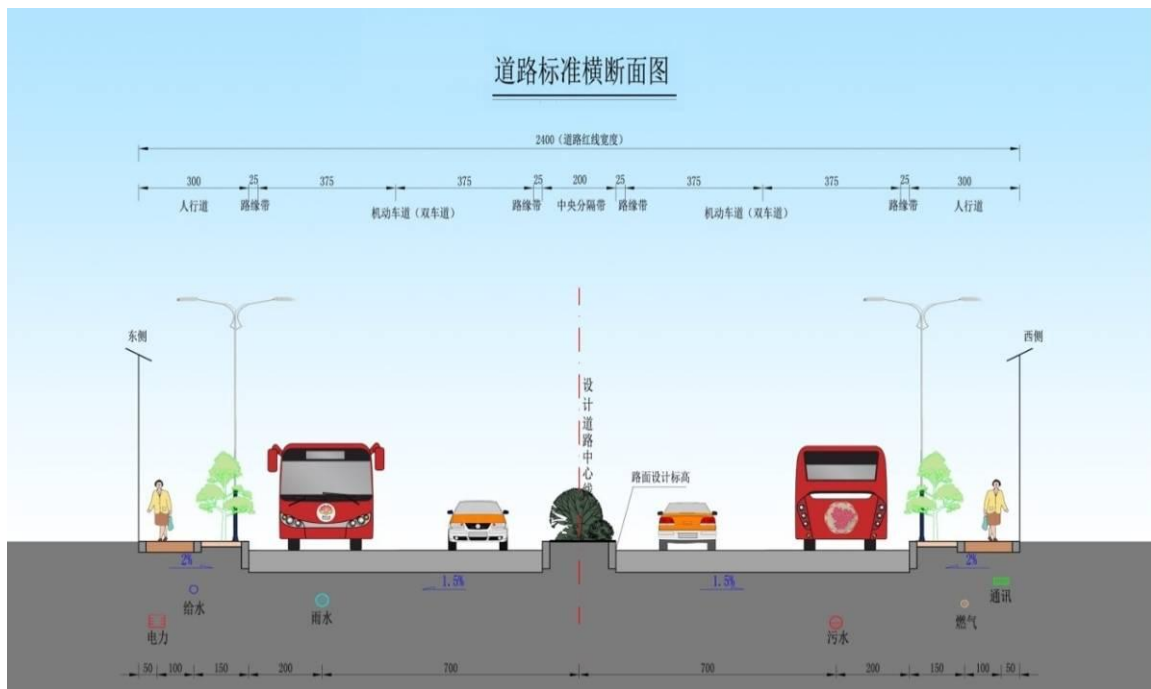 道路标准横断面图
2400（道路红线宽度）
300 25 375 375 25 200 25 375 375 25 300
人行道 路缘带 机动车道（双车道） 路缘带 中央分隔带 路缘带 机动车道（双车道） 路缘带 人行道
东侧 西侧
设计道路中心线
路面设计标高
2% 2%
1.5% 1.5%
给水 雨水 通讯
电力 污水 燃气
50 100 150 200 700 700 200 150 100 50